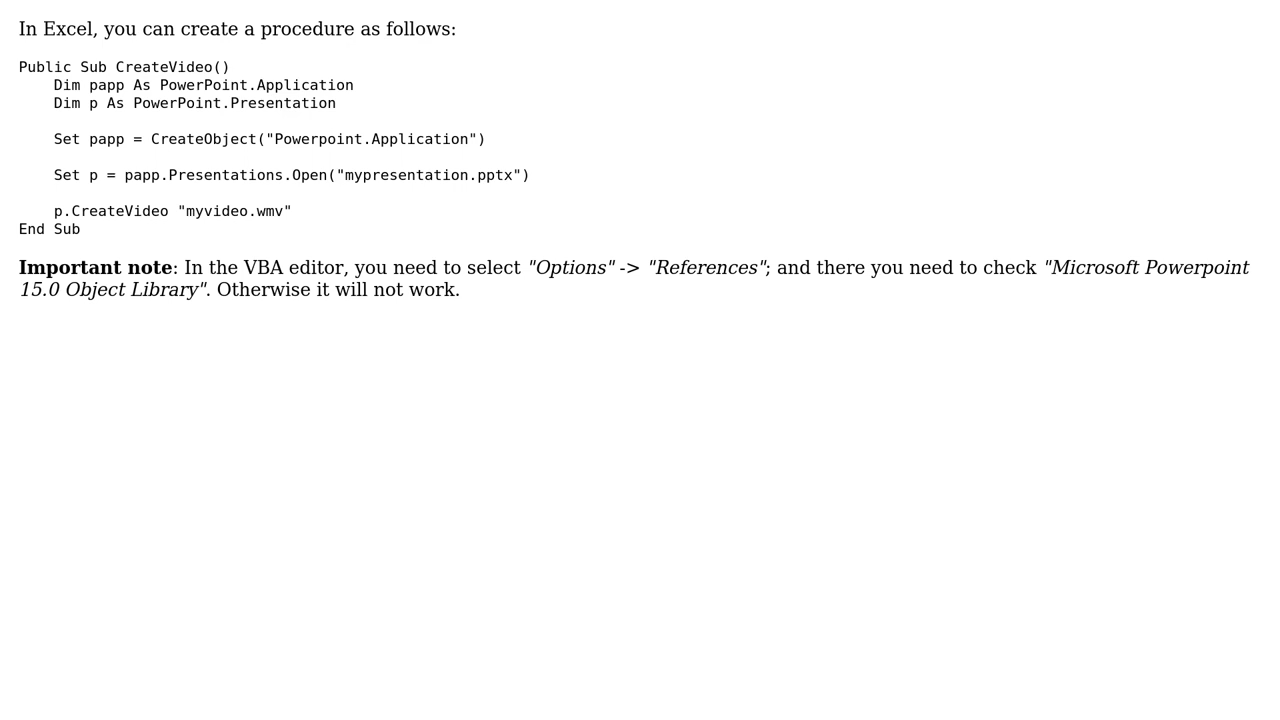 In Excel, you can create a procedure as follows:
Public Sub CreateVideo()
    Dim papp As PowerPoint.Application
    Dim p As PowerPoint.Presentation
    Set papp = CreateObject("Powerpoint.Application")
    Set p = papp.Presentations.Open("mypresentation.pptx")
    p.CreateVideo "myvideo.wmv"
End Sub
Important note: In the VBA editor, you need to select "Options" -> "References"; and there you need to check "Microsoft Powerpoint
15.0 Object Library". Otherwise it will not work.